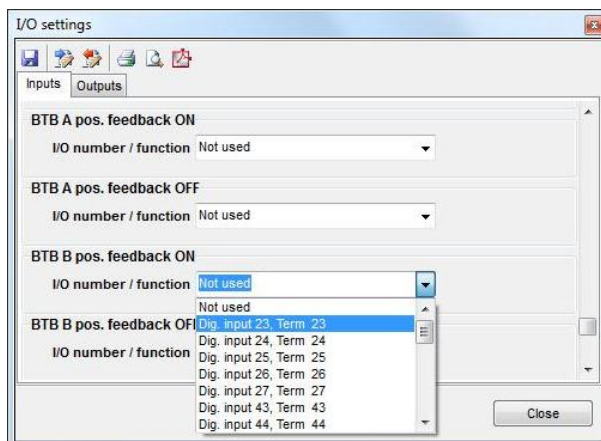 I/O settings
Inputs Outputs
BTB A pos. feedback ON
I/O number / function Not used
BTB A pos. feedback OFF
I/O number / function Not used
BTB B pos. feedback ON
I/O number / function Not used
Not used
BTB B pos. feedback OF
Dig. input 23, Term 23
Dig. input 24, Term 24
I/O number / function
Dig. input 25, Term 25
Dig. input 26, Term 26
Dig. input 27, Term 27
Dig. input 43, Term 43
Dig. input 44, Term 44
Close